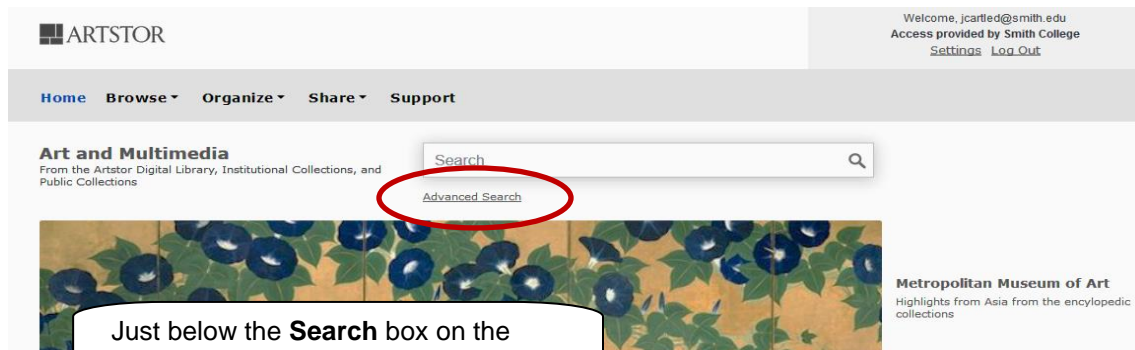 ARTSTOR
Welcome, jcartled@smith.edu
Access provided by Smith College
Settings Log Out
Home Browse Organize Share Support
Art and Multimedia
From the Artstor Digital Library, Institutional Collections, and
Public Collections
Search
Advanced Search
Metropolitan Museum of Art
Highlights from Asia from the encylopedic
collections
Just below the Search box on the